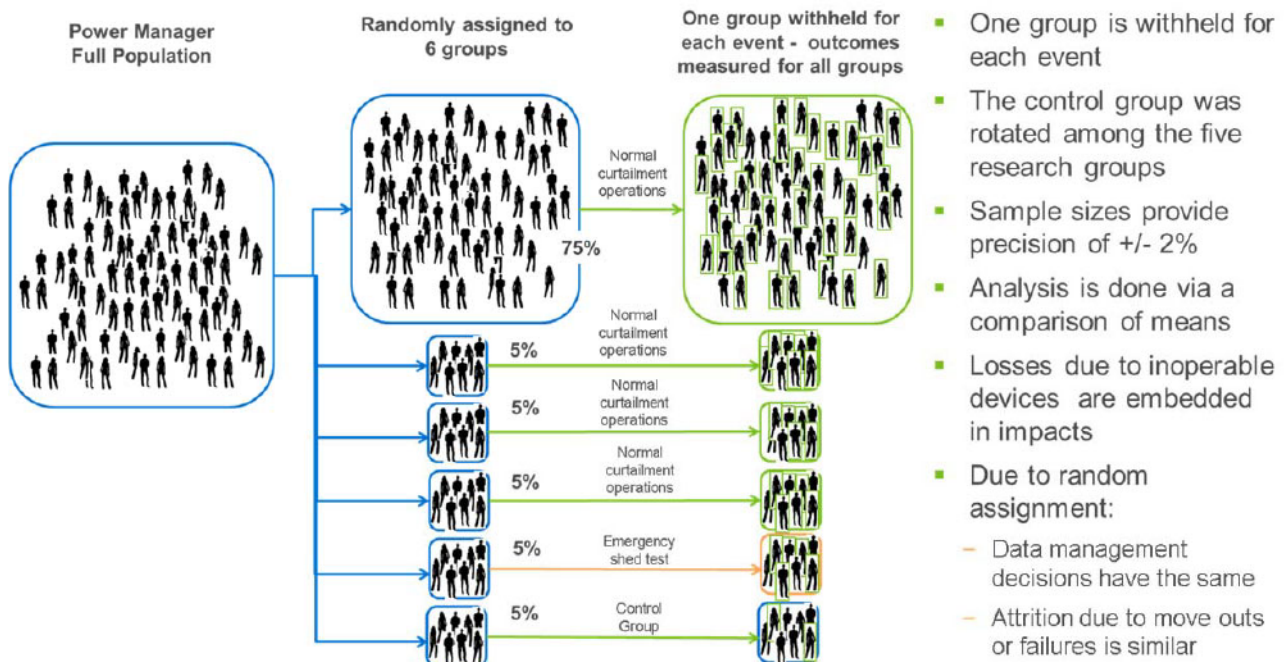 Power Manager
Full Population
Randomly assigned to
6 groups
One group withheld for
each event - outcomes
measured for all groups
Normal
curtailment
operations
75%
5%
Normal
curtailment
operations
5%
Normal
curtailment
operations
5%
Normal
curtailment
operations
5%
Emergency
shed test
5%
Control
Group
▪ One group is withheld for
each event
▪ The control group was
rotated among the five
research groups
▪ Sample sizes provide
precision of +/- 2%
▪ Analysis is done via a
comparison of means
▪ Losses due to inoperable
devices are embedded
in impacts
▪ Due to random
assignment:
− Data management
decisions have the same
− Attrition due to move outs
or failures is similar